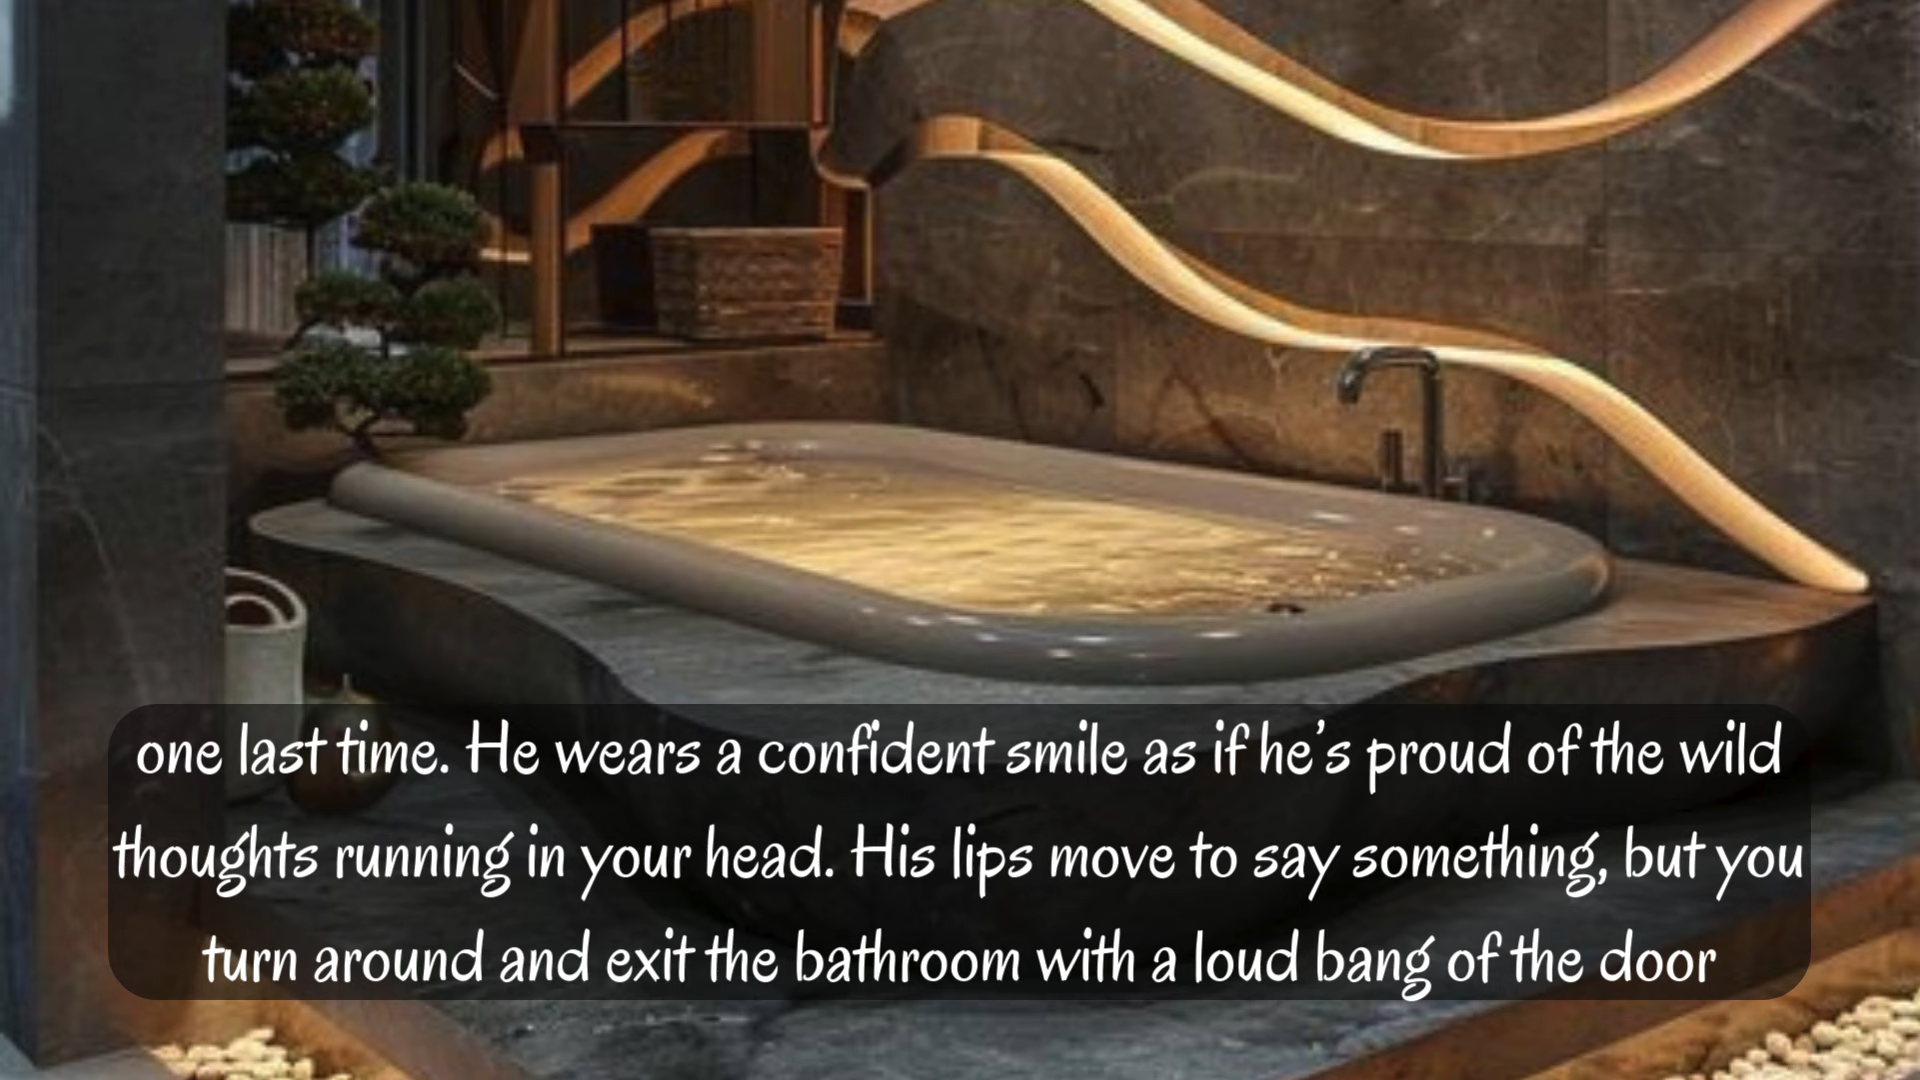 one last time. He wears a confident smile as if he’s proud of the wild
thoughts running in your head. His lips move to say something, but you
turn around and exit the bathroom with a loud bang of the door